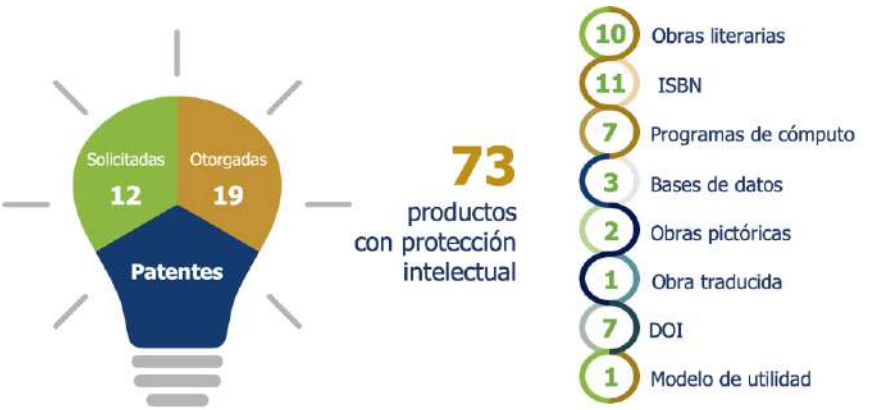 Solicitadas
12
Otorgadas
19
Patentes
73
productos
con protección
intelectual
10 Obras literarias
11 ISBN
7 Programas de cómputo
3 Bases de datos
2 Obras pictóricas
1 Obra traducida
7 DOI
1 Modelo de utilidad